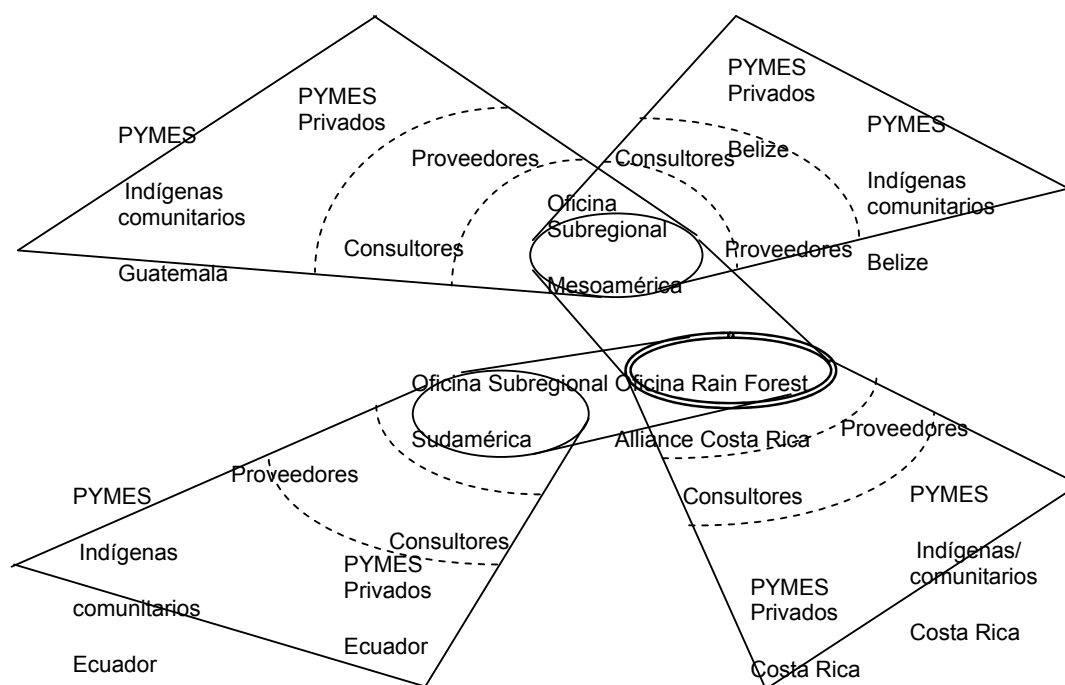 PYMES
Privados
PYMES
Indígenas
comunitarios
Guatemala
Proveedores
Consultores
PYMES
Privados
Belize
PYMES
Indígenas
comunitarios
Belize
Consultores
Proveedores
Oficina
Subregional
Mesoamérica
Oficina Subregional
Sudamérica
Oficina Rain Forest
Alliance Costa Rica
Proveedores
Consultores
PYMES
Indígenas
comunitarios
Ecuador
PYMES
Privados
Ecuador
Proveedores
Consultores
PYMES
Indígenas/
comunitarios
Costa Rica
PYMES
Privados
Costa Rica